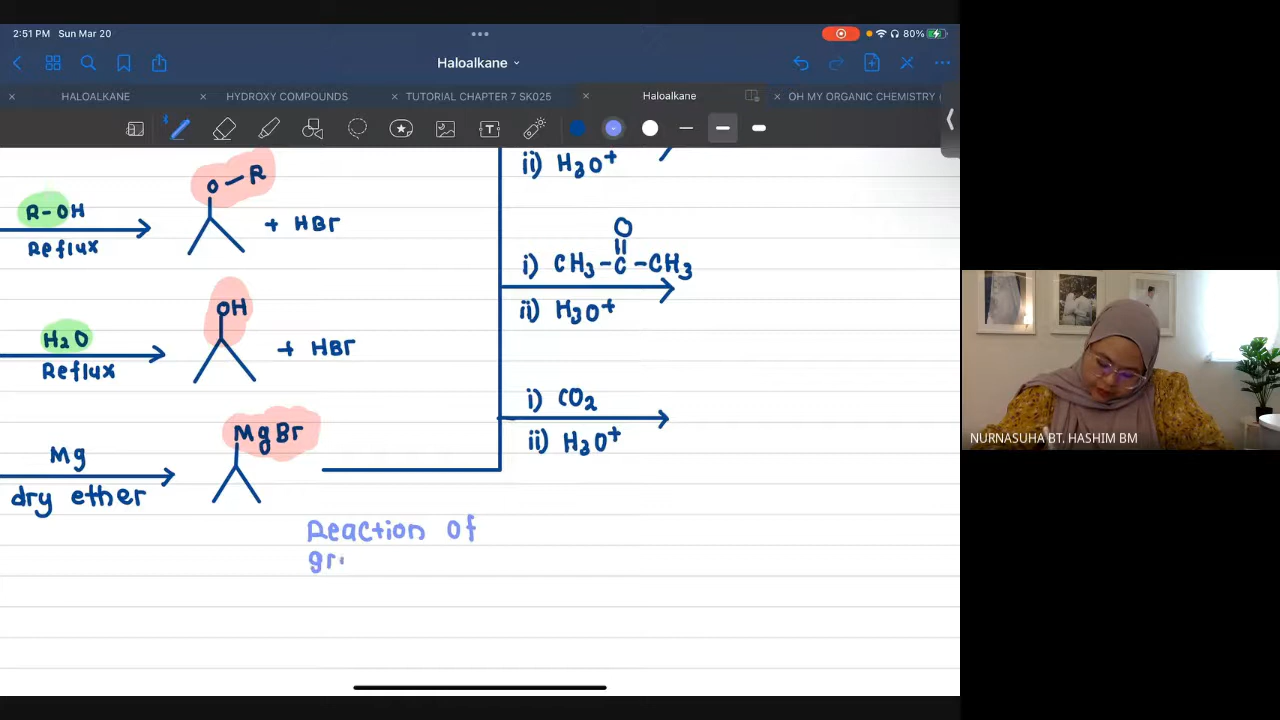 2:51 PM Sun Mar 20
80%
Haloalkane
HALOALKANE
HYDROXY COMPOUNDS
TUTORIAL CHAPTER 7 SK025
Haloalkane
OH MY ORGANIC CHEMISTRY (
ii) H3O+
O-R
R-OH
Reflux
+ HBr
O
i) CH3-C-CH3
ii) H3O+
OH
H2O
Reflux
+ HBr
i) CO2
ii) H3O+
MgBr
Mg
dry ether
Reaction of
gr
NURNASUHA BT. HASHIM BM